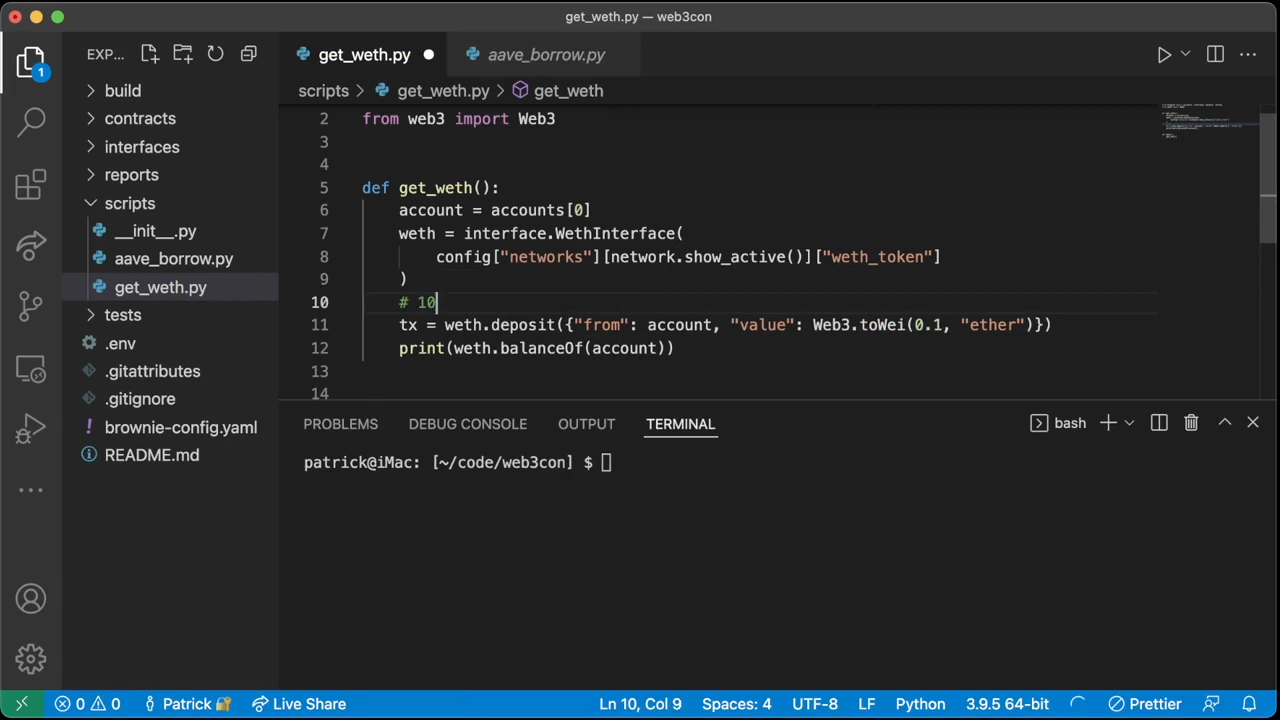 get_weth.py — web3con
EXP...
get_weth.py
aave_borrow.py
1
scripts > get_weth.py > get_weth
build
contracts
interfaces
reports
scripts
__init__.py
aave_borrow.py
get_weth.py
tests
.env
.gitattributes
.gitignore
brownie-config.yaml
README.md
2 from web3 import Web3
3
4
5 def get_weth():
6 account = accounts[0]
7 weth = interface.WethInterface(
8 config["networks"][network.show_active()]["weth_token"]
9 )
10 # 10
11 tx = weth.deposit({"from": account, "value": Web3.toWei(0.1, "ether")})
12 print(weth.balanceOf(account))
13
14
PROBLEMS DEBUG CONSOLE OUTPUT TERMINAL bash
patrick@iMac: [~/code/web3con] $
0 0 Patrick Live Share Ln 10, Col 9 Spaces: 4 UTF-8 LF Python 3.9.5 64-bit Prettier